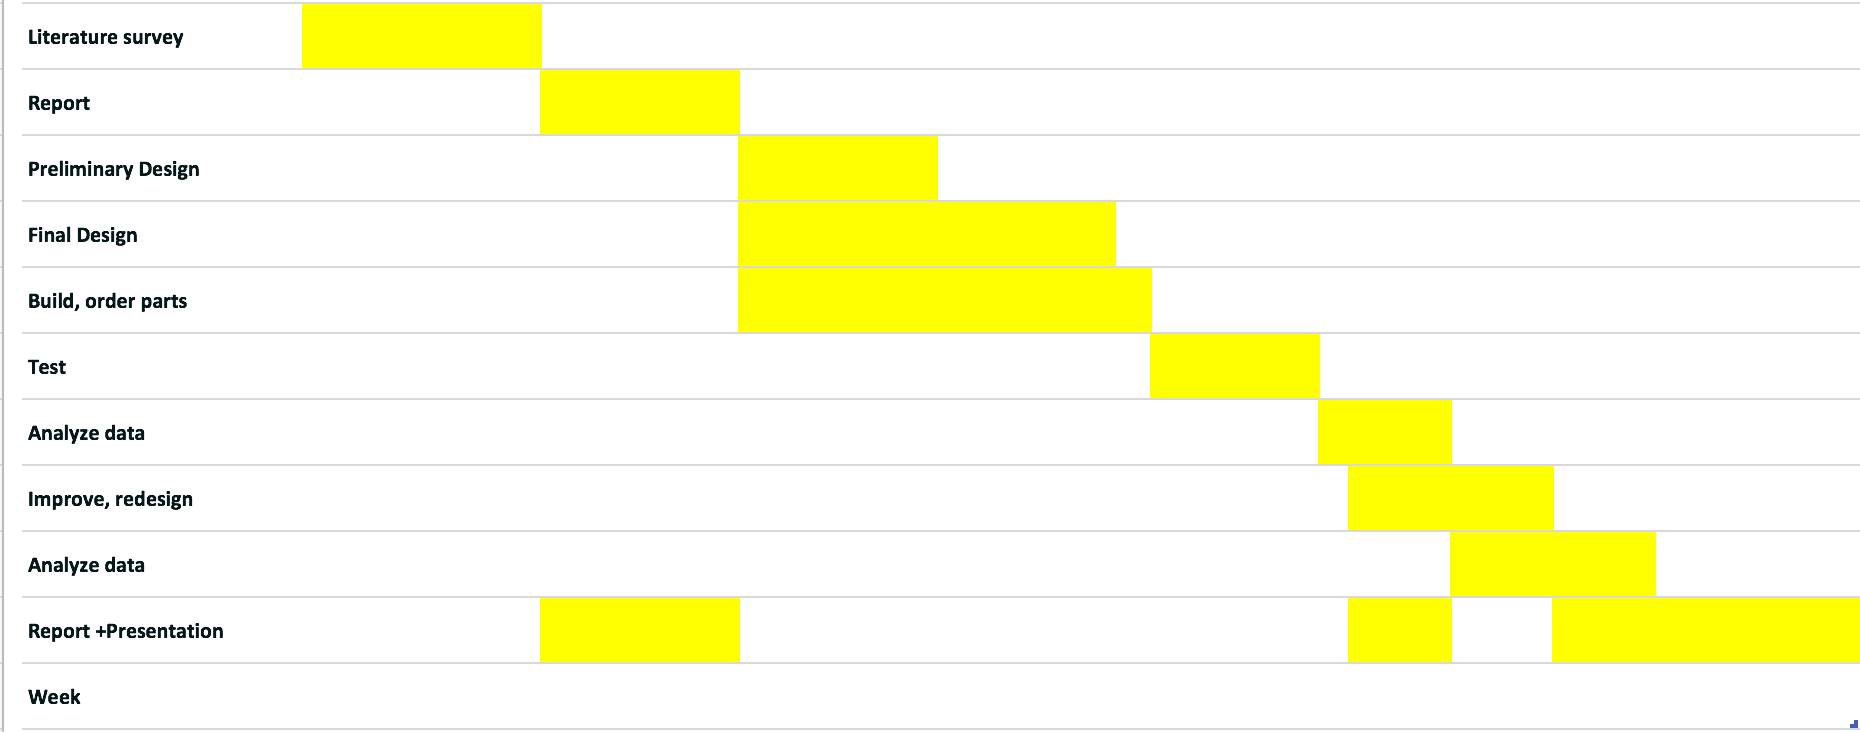 Literature survey
Report
Preliminary Design
Final Design
Build, order parts
Test
Analyze data
Improve, redesign
Analyze data
Report +Presentation
Week